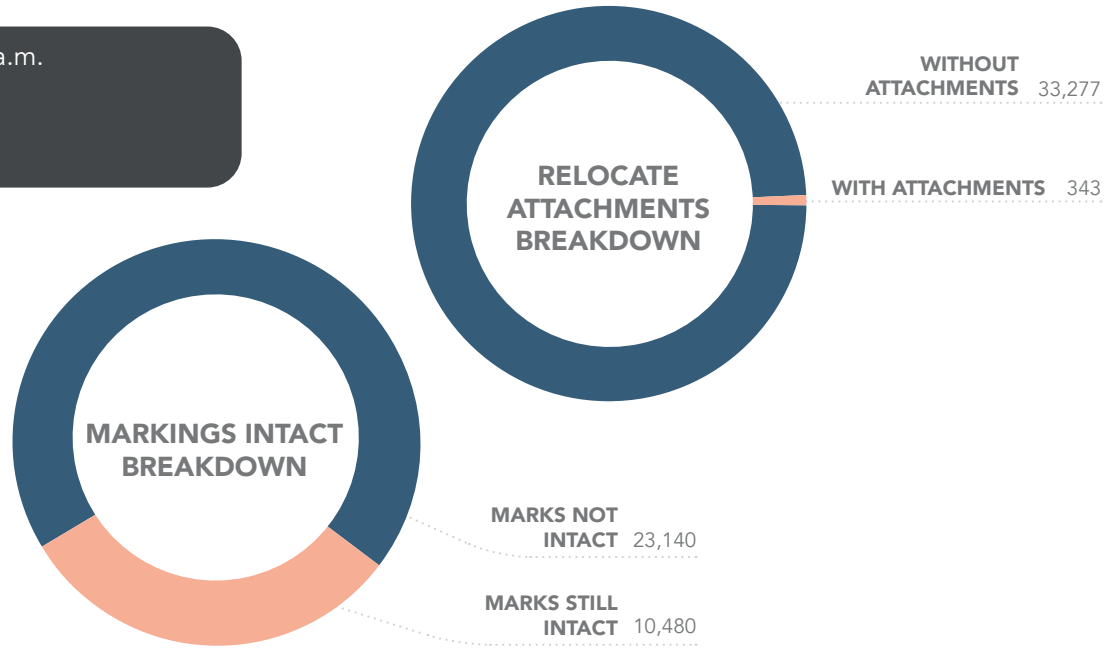 a.m.
WITHOUT
ATTACHMENTS 33,277
WITH ATTACHMENTS 343
RELOCATE
ATTACHMENTS
BREAKDOWN
MARKINGS INTACT
BREAKDOWN
MARKS NOT
INTACT 23,140
MARKS STILL
INTACT 10,480